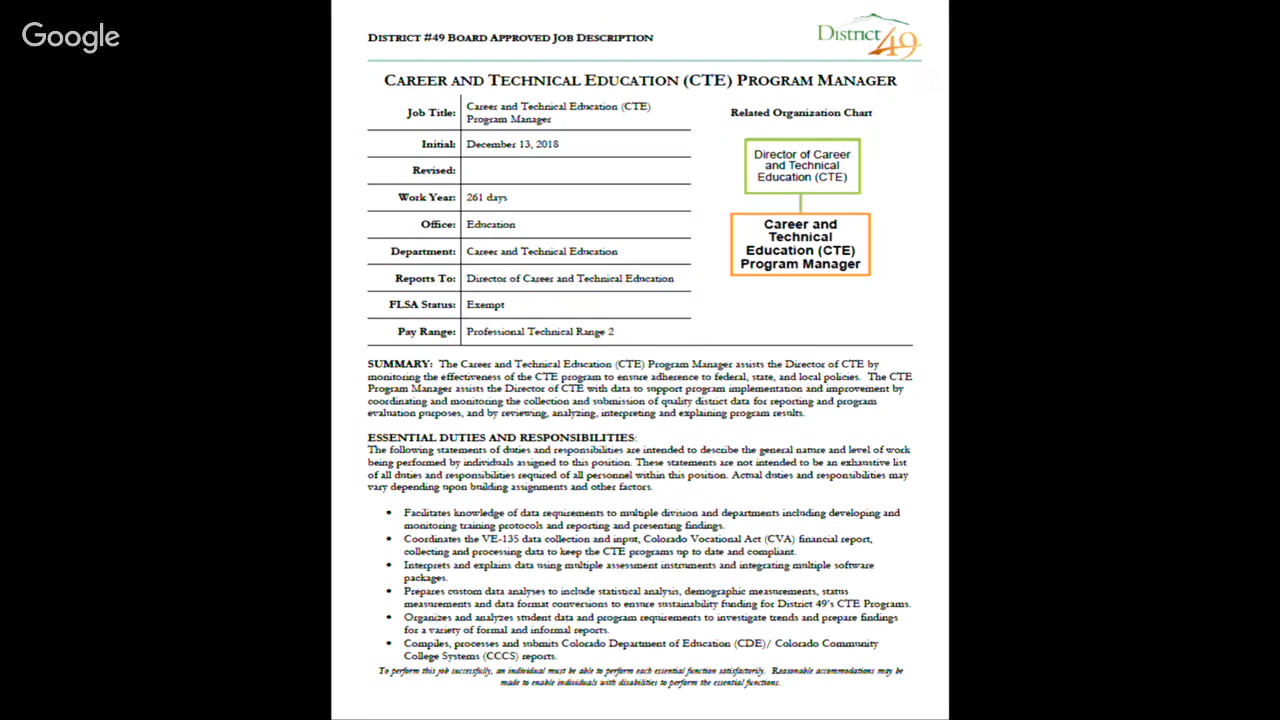 Google
DISTRICT #49 BOARD APPROVED JOB DESCRIPTION
District 49
CAREER AND TECHNICAL EDUCATION (CTE) PROGRAM MANAGER
Job Title: Career and Technical Education (CTE)
Program Manager
Initial: December 13, 2018
Revised:
Work Year: 261 days
Office: Education
Department: Career and Technical Education
Reports To: Director of Career and Technical Education
FLSA Status: Exempt
Pay Range: Professional Technical Range 2
Related Organization Chart
Director of Career
and Technical
Education (CTE)
Career and
Technical
Education (CTE)
Program Manager
SUMMARY: The Career and Technical Education (CTE) Program Manager assists the Director of CTE by
monitoring the effectiveness of the CTE program to ensure adherence to federal, state, and local policies. The CTE
Program Manager assists the Director of CTE with data to support program implementation and improvement by
coordinating and monitoring the collection and submission of quality district data for reporting and program
evaluation purposes, and by reviewing, analyzing, interpreting and explaining program results.
ESSENTIAL DUTIES AND RESPONSIBILITIES:
The following statements of duties and responsibilities are intended to describe the general nature and level of work
being performed by individuals assigned to this position. These statements are not intended to be an exhaustive list
of all duties and responsibilities required of all personnel within this position. Actual duties and responsibilities may
vary depending upon building assignments and other factors.
• Facilitates knowledge of data requirements to multiple division and departments including developing and
monitoring training protocols and reporting and presenting findings.
• Coordinates the VE-135 data collection and input, Colorado Vocational Act (CVA) financial report,
collecting and processing data to keep the CTE programs up to date and compliant.
• Interprets and explains data using multiple assessment instruments and integrating multiple software
packages.
• Prepares custom data analyses to include statistical analysis, demographic measurements, status
measurements and data format conversions to ensure sustainability funding for District 49's CTE Programs.
• Organizes and analyzes student data and program requirements to investigate trends and prepare findings
for a variety of formal and informal reports.
• Compiles, processes and submits Colorado Department of Education (CDE)/ Colorado Community
College Systems (CCCS) reports.
To perform this job successfully, an individual must be able to perform each essential function satisfactorily. Reasonable accommodations may be
made to enable individuals with disabilities to perform the essential functions.